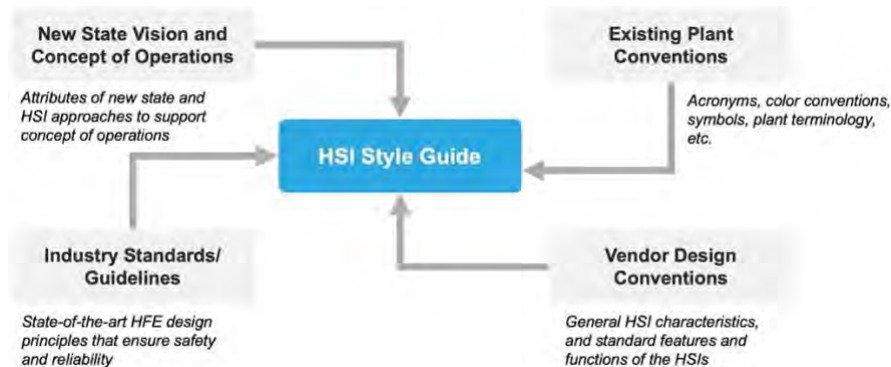 New State Vision and
Concept of Operations
Attributes of new state and
HSI approaches to support
concept of operations
Existing Plant
Conventions
Acronyms, color conventions,
symbols, plant terminology,
etc.
HSI Style Guide
Industry Standards/
Guidelines
State-of-the-art HFE design
principles that ensure safety
and reliability
Vendor Design
Conventions
General HSI characteristics,
and standard features and
functions of the HSIs